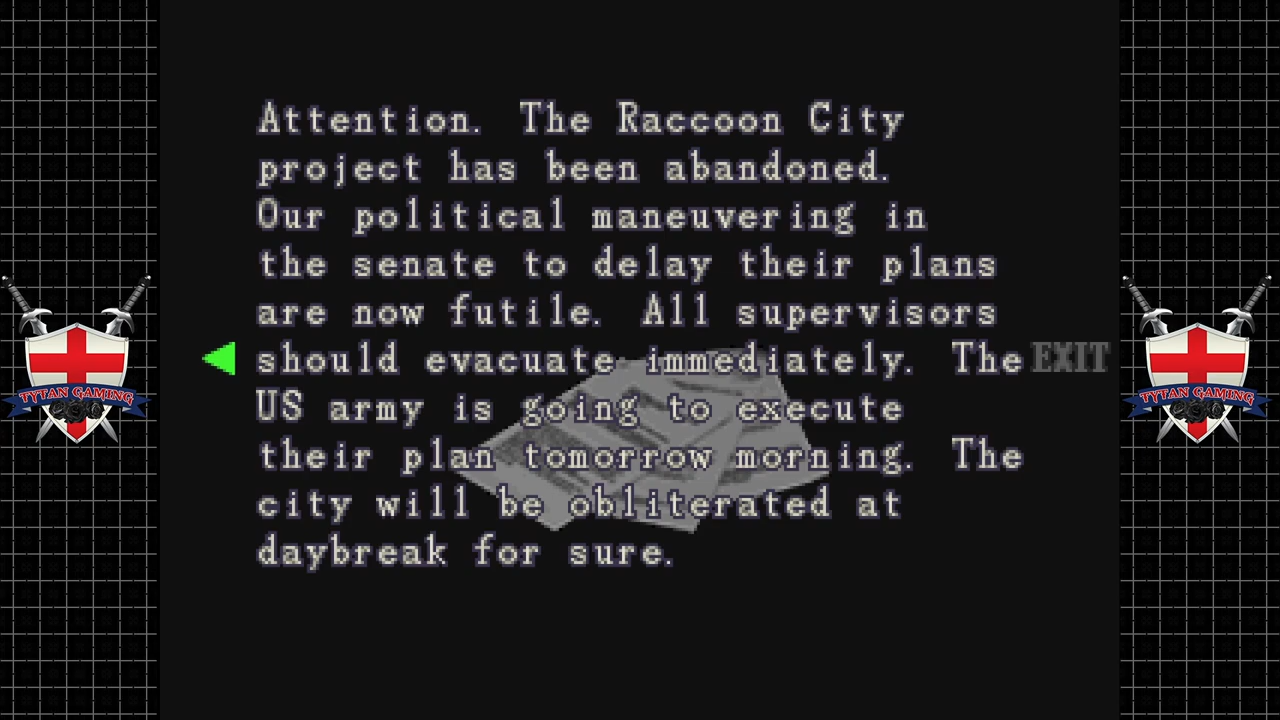 Attention. The Raccoon City
project has been abandoned.
Our political maneuvering in
the senate to delay their plans
are now futile. All supervisors
should evacuate immediately. The
EXIT
US army is going to execute
their plan tomorrow morning. The
city will be obliterated at
daybreak for sure.
TYTAN GAMING
TYTAN GAMING